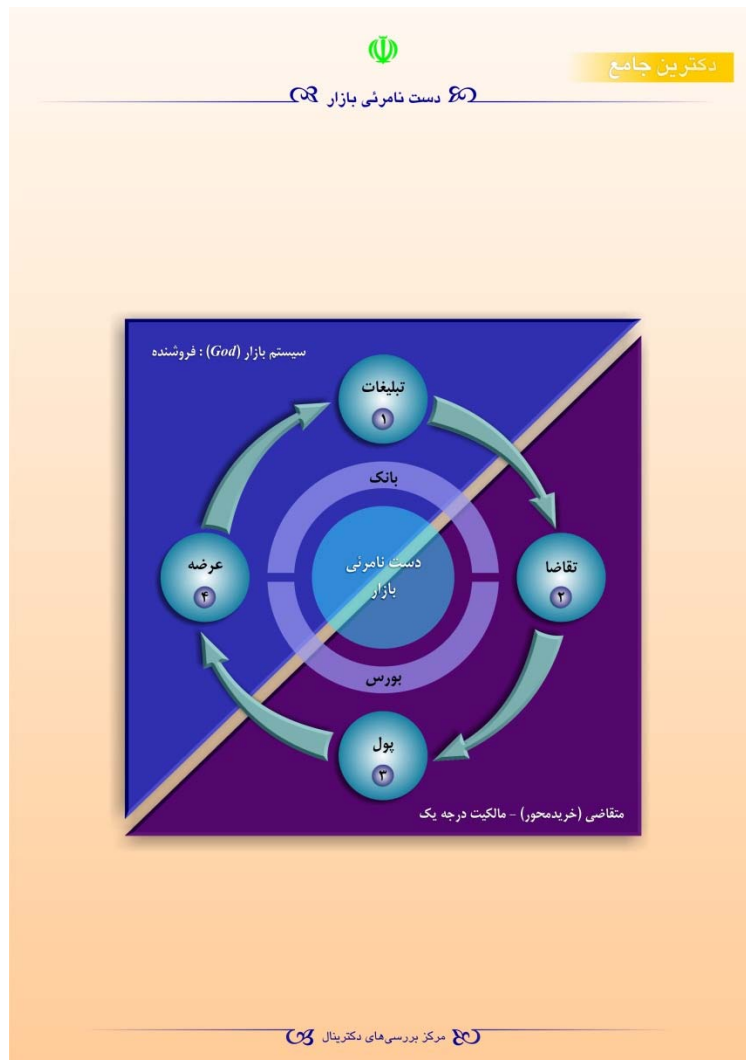 دکترین جامع
دست نامرئی بازار
سیستم بازار (God) : فروشنده
تبلیغات
۱
بانک
تقاضا
۲
دست نامرئی
بازار
عرضه
۴
بورس
پول
۳
متقاضی (خریدمحور) - مالکیت درجه یک
مرکز بررسی‌های دکترینال